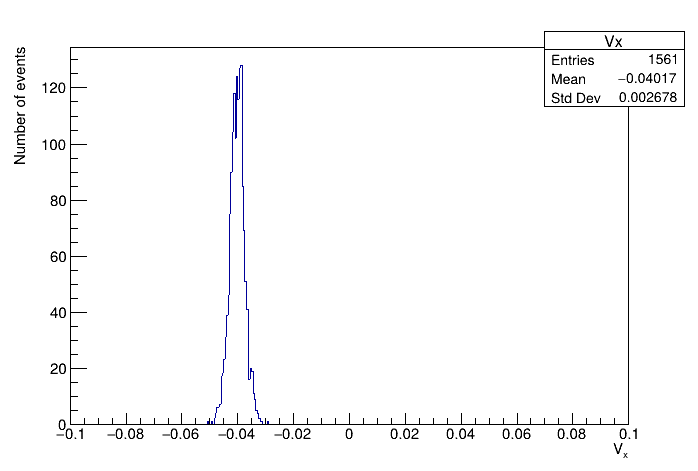 Vx
Entries 1561
Mean −0.04017
Std Dev 0.002678
Number of events
120
100
80
60
40
20
0
−0.1 −0.08 −0.06 −0.04 −0.02 0 0.02 0.04 0.06 0.08 0.1
Vx